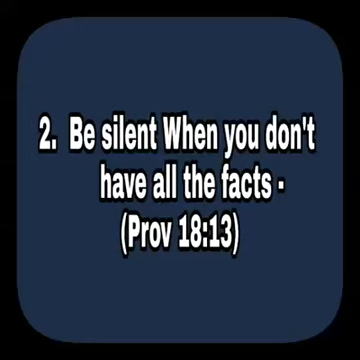 2. Be silent When you don't
have all the facts -
(Prov 18:13)